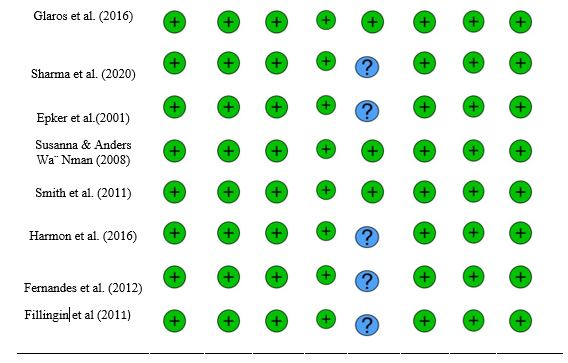 Glaros et al. (2016)
+ + + + + + + +
Sharma et al. (2020)
+ + + + ? + + +
Epker et al.(2001)
+ + + + ? + + +
Susanna & Anders
Wa¨ Nman (2008)
+ + + + + + + +
Smith et al. (2011)
+ + + + + + + +
Harmon et al. (2016)
+ + + + ? + + +
Fernandes et al. (2012)
+ + + + ? + + +
Fillingin et al (2011)
+ + + + ? + + +